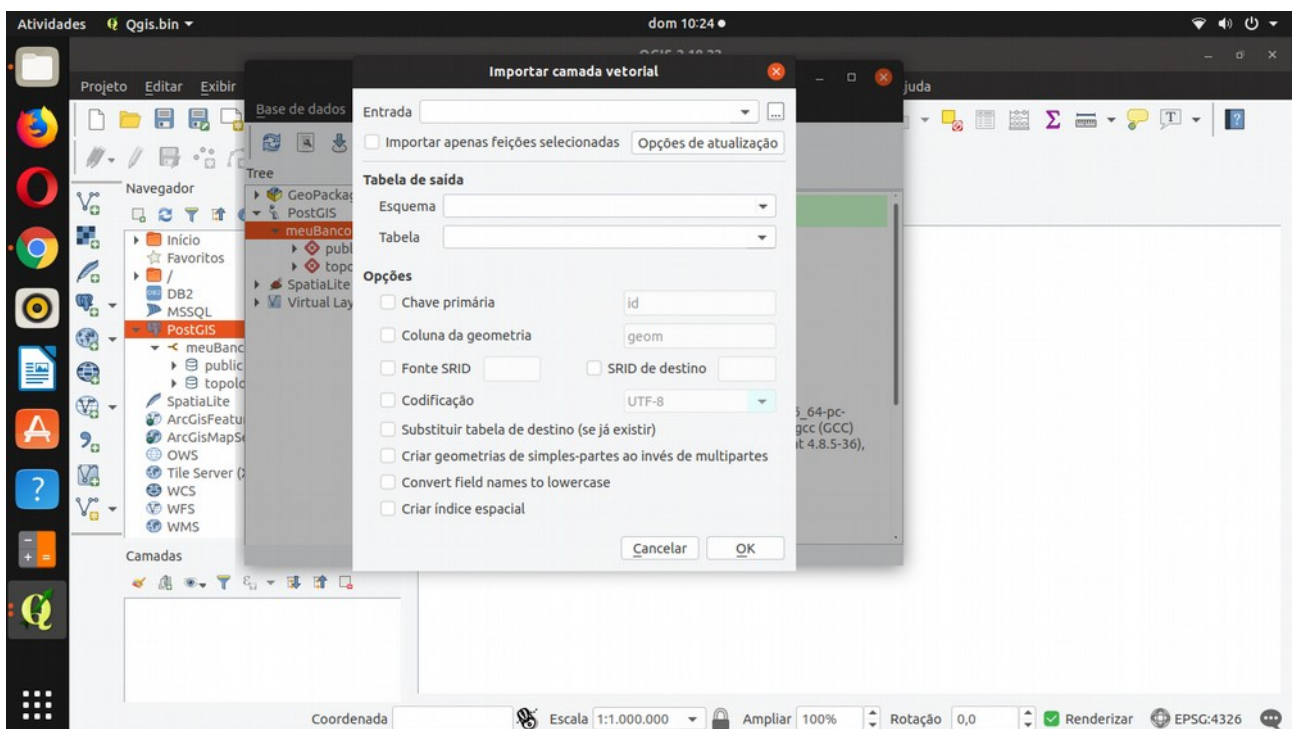 Atividades Qgis.bin dom 10:24
Projeto Editar Exibir juda
Importar camada vetorial
Base de dados
Entrada ...
Importar apenas feições selecionadas Opções de atualização
Tree
GeoPackag
PostGIS
meuBanco
publ
topo
SpatiaLite
Virtual Lay
Tabela de saída
Esquema
Tabela
Opções
Chave primária id
Coluna da geometria geom
Fonte SRID SRID de destino
Codificação UTF-8
Substituir tabela de destino (se já existir)
Criar geometrias de simples-partes ao invés de multipartes
Convert field names to lowercase
Criar índice espacial
Cancelar OK
5_64-pc-
gcc (GCC)
at 4.8.5-36),
Navegador
Início
Favoritos
/
DB2
MSSQL
PostGIS
meuBanc
public
topolo
SpatiaLite
ArcGisFeatu
ArcGisMapSe
OWS
Tile Server (X
WCS
WFS
WMS
Camadas
Coordenada Escala 1:1.000.000 Ampliar 100% Rotação 0,0 Renderizar EPSG:4326